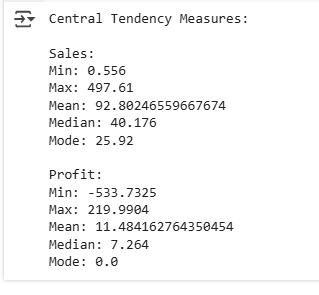 Central Tendency Measures:
Sales:
Min: 0.556
Max: 497.61
Mean: 92.80246559667674
Median: 40.176
Mode: 25.92
Profit:
Min: -533.7325
Max: 219.9904
Mean: 11.484162764350454
Median: 7.264
Mode: 0.0